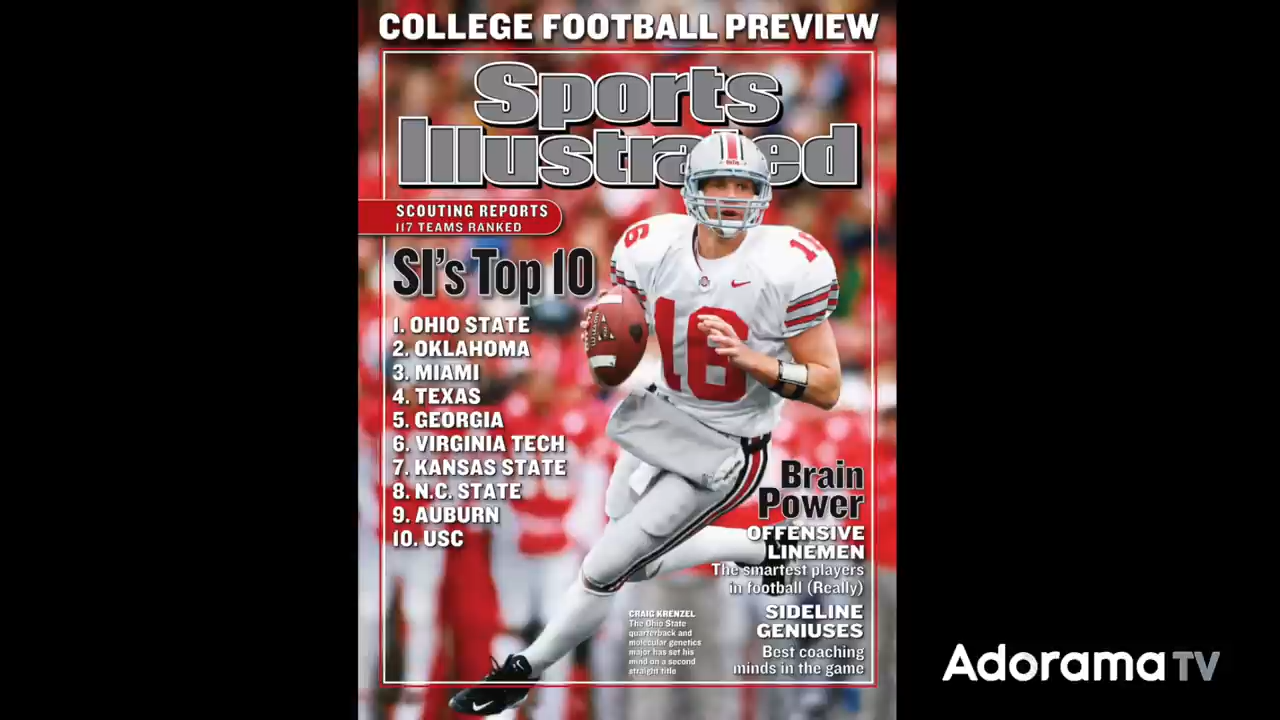 COLLEGE FOOTBALL PREVIEW
Sports
Illustrated
SCOUTING REPORTS
117 TEAMS RANKED
SI's Top 10
1. OHIO STATE
2. OKLAHOMA
3. MIAMI
4. TEXAS
5. GEORGIA
6. VIRGINIA TECH
7. KANSAS STATE
8. N.C. STATE
9. AUBURN
10. USC
16
16
16
Brain
Power
OFFENSIVE
LINEMEN
The smartest players
in football (Really)
SIDELINE
GENIUSES
Best coaching
minds in the game
CRAIG KRENZEL
The Ohio State
quarterback and
molecular genetics
major has set his
mind on a second
straight title
Adorama TV